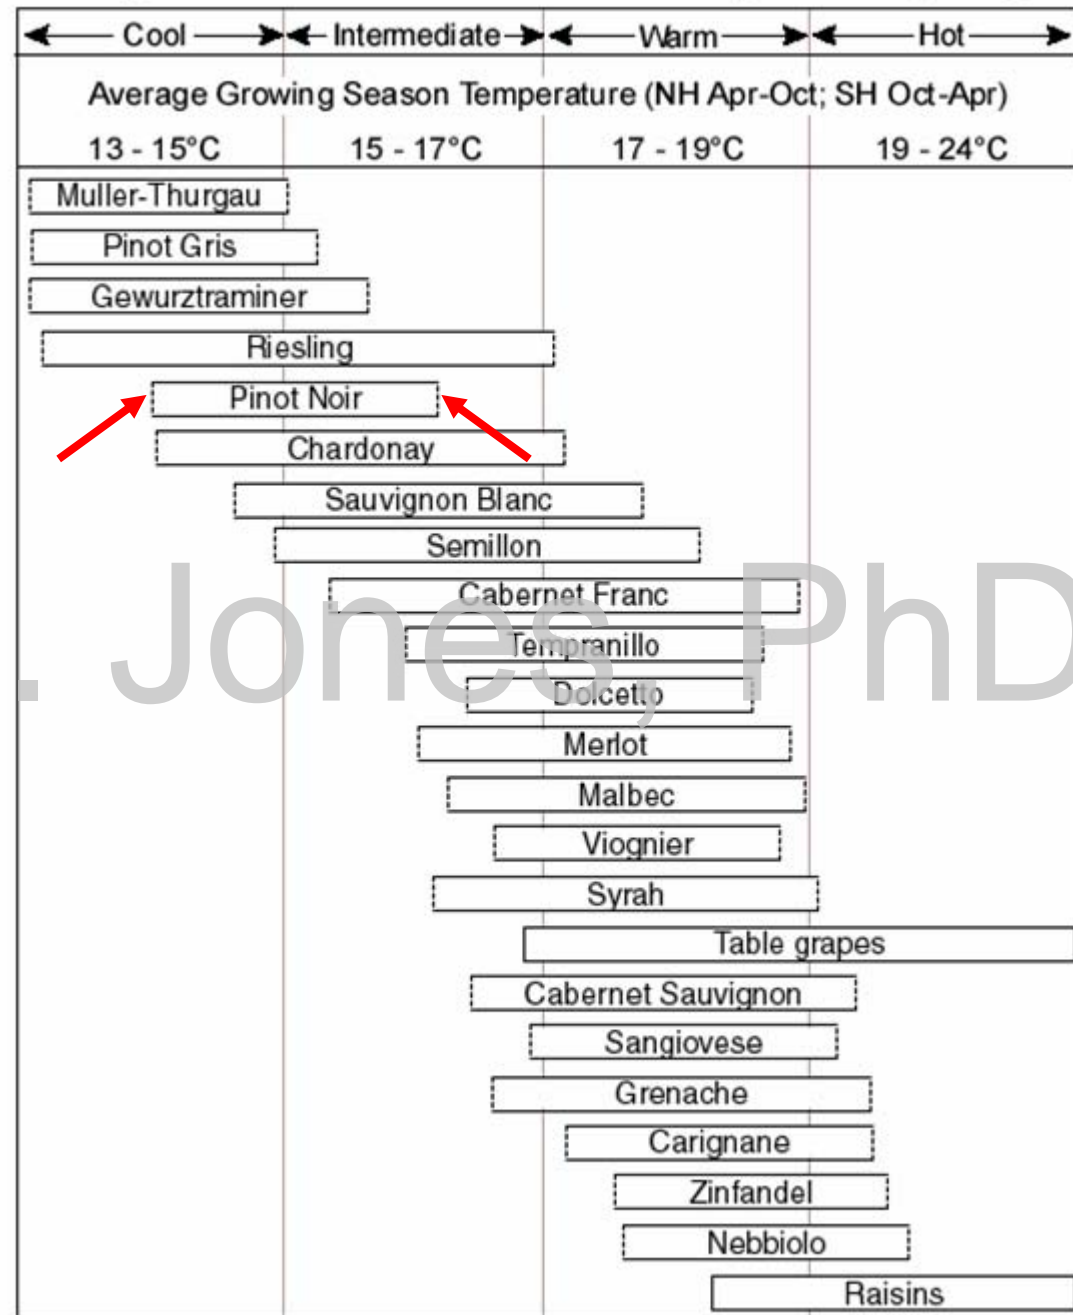 Cool Intermediate Warm Hot
Average Growing Season Temperature (NH Apr-Oct; SH Oct-Apr)
13 - 15°C 15 - 17°C 17 - 19°C 19 - 24°C
Muller-Thurgau
Pinot Gris
Gewurztraminer
Riesling
Pinot Noir
Chardonay
Sauvignon Blanc
Semillon
Cabernet Franc
. Jones, PhD
Tempranillo
Dolcetto
Merlot
Malbec
Viognier
Syrah
Table grapes
Cabernet Sauvignon
Sangiovese
Grenache
Carignane
Zinfandel
Nebbiolo
Raisins